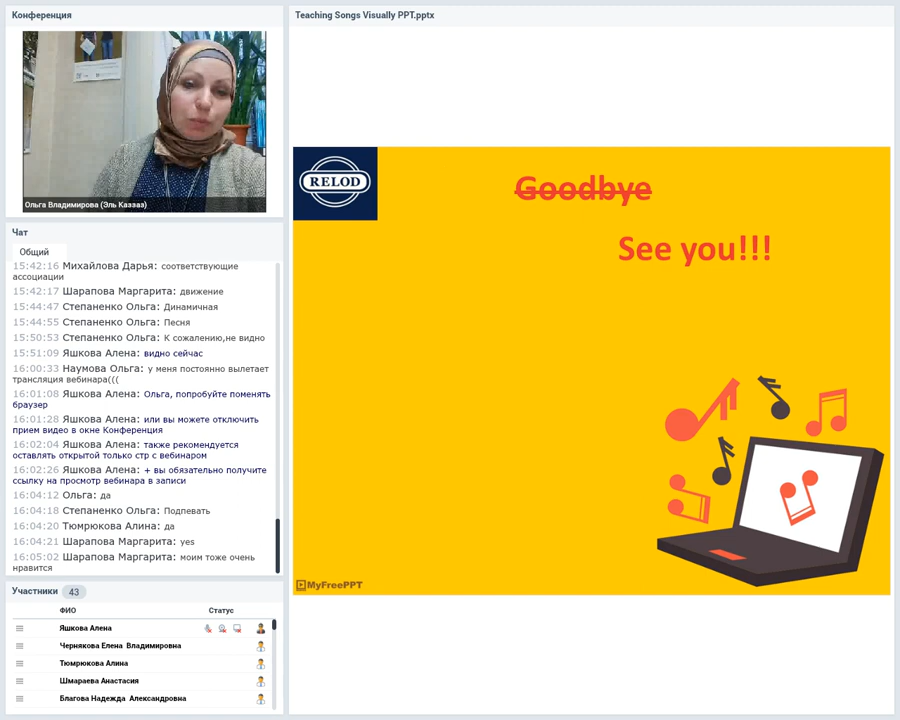 Конференция
Ольга Владимирова (Эль Каззаз)
Чат
Общий
15:42:16 Михайлова Дарья: соответствующие
ассоциации
15:42:17 Шарапова Маргарита: движение
15:44:47 Степаненко Ольга: Динамичная
15:44:55 Степаненко Ольга: Песня
15:50:53 Степаненко Ольга: К сожалению,не видно
15:51:09 Яшкова Алена: видно сейчас
16:00:33 Наумова Ольга: у меня постоянно вылетает
трансляция вебинара(((
16:01:08 Яшкова Алена: Ольга, попробуйте поменять
браузер
16:01:28 Яшкова Алена: или вы можете отключить
прием видео в окне Конференция
16:02:04 Яшкова Алена: также рекомендуется
оставлять открытой только стр с вебинаром
16:02:26 Яшкова Алена: + вы обязательно получите
ссылку на просмотр вебинара в записи
16:04:12 Ольга: да
16:04:18 Степаненко Ольга: Подпевать
16:04:20 Тюмрюкова Алина: да
16:04:21 Шарапова Маргарита: yes
16:05:02 Шарапова Маргарита: моим тоже очень
нравится
Участники 43
ФИО Статус
Яшкова Алена
Чернякова Елена Владимировна
Тюмрюкова Алина
Шмараева Анастасия
Благова Надежда Александровна
Teaching Songs Visually PPT.pptx
RELOD
Goodbye
See you!!!
MyFreePPT